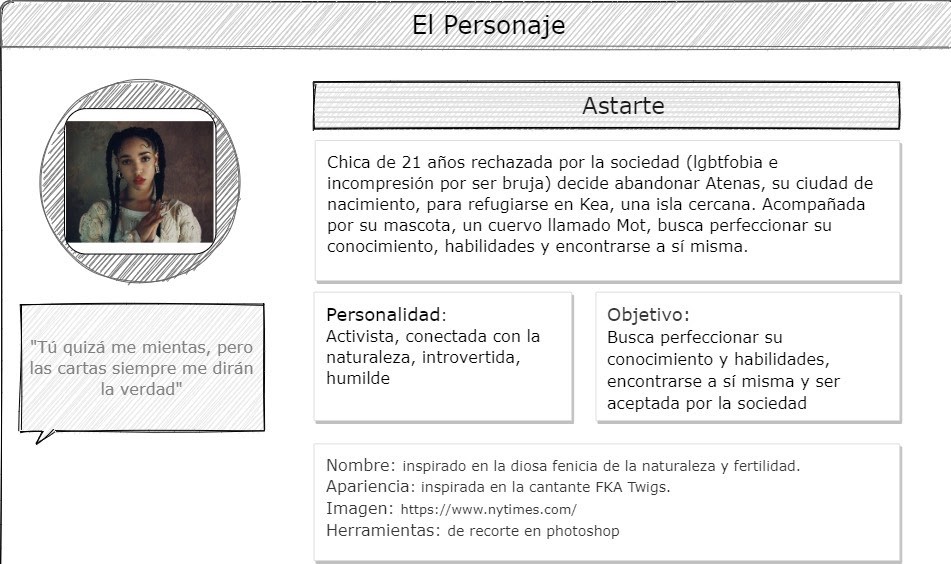 El Personaje
Astarte
Chica de 21 años rechazada por la sociedad (lgbtfobia e
incompresión por ser bruja) decide abandonar Atenas, su ciudad de
nacimiento, para refugiarse en Kea, una isla cercana. Acompañada
por su mascota, un cuervo llamado Mot, busca perfeccionar su
conocimiento, habilidades y encontrarse a sí misma.
"Tú quizá me mientas, pero
las cartas siempre me dirán
la verdad"
Personalidad:
Activista, conectada con la
naturaleza, introvertida,
humilde
Objetivo:
Busca perfeccionar su
conocimiento y habilidades,
encontrarse a sí misma y ser
aceptada por la sociedad
Nombre: inspirado en la diosa fenicia de la naturaleza y fertilidad.
Apariencia: inspirada en la cantante FKA Twigs.
Imagen: https://www.nytimes.com/
Herramientas: de recorte en photoshop